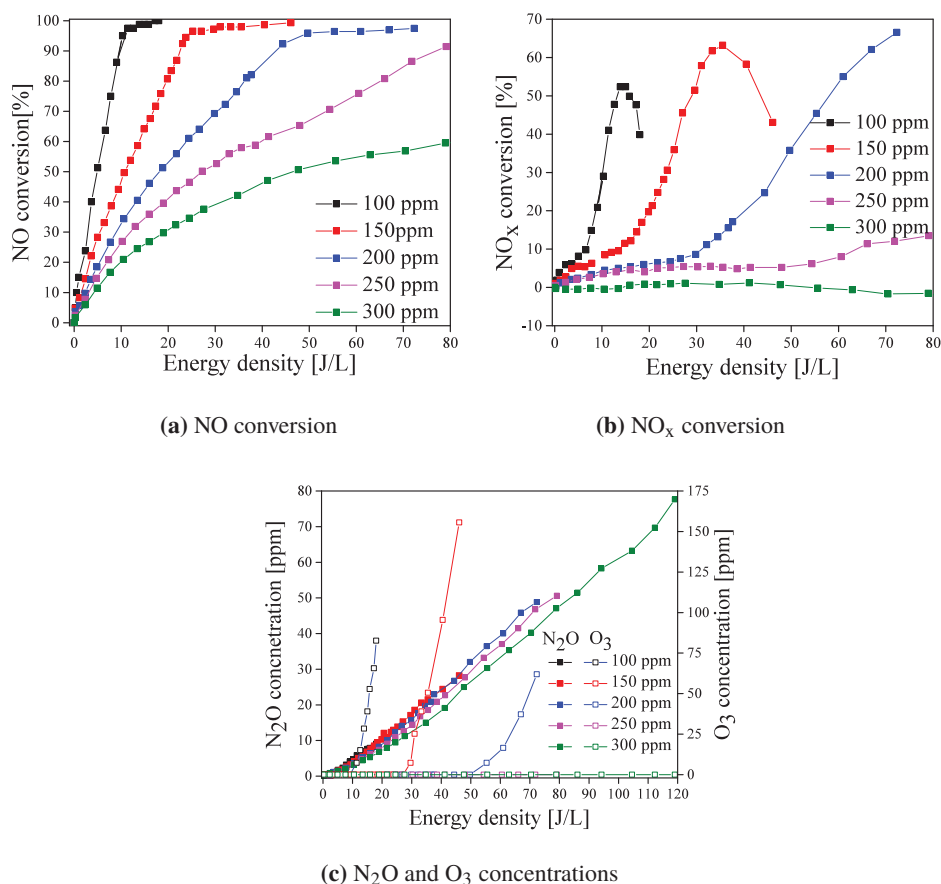 NO conversion[%]
100
90
80
70
60
50
40
30
20
10
0
0 10 20 30 40 50 60 70 80
Energy density [J/L]
100 ppm
150ppm
200 ppm
250 ppm
300 ppm
(a) NO conversion
NOx conversion [%]
70
60
50
40
30
20
10
0
-10
0 10 20 30 40 50 60 70 80
Energy density [J/L]
100 ppm
150 ppm
200 ppm
250 ppm
300 ppm
(b) NOx conversion
N2O concnetration [ppm]
80
70
60
50
40
30
20
10
0
175
150
125
100
75
50
25
0
O3 concentration [ppm]
N2O O3
100 ppm
150 ppm
200 ppm
250 ppm
300 ppm
0 10 20 30 40 50 60 70 80 90 100 110 120
Energy density [J/L]
(c) N2O and O3 concentrations